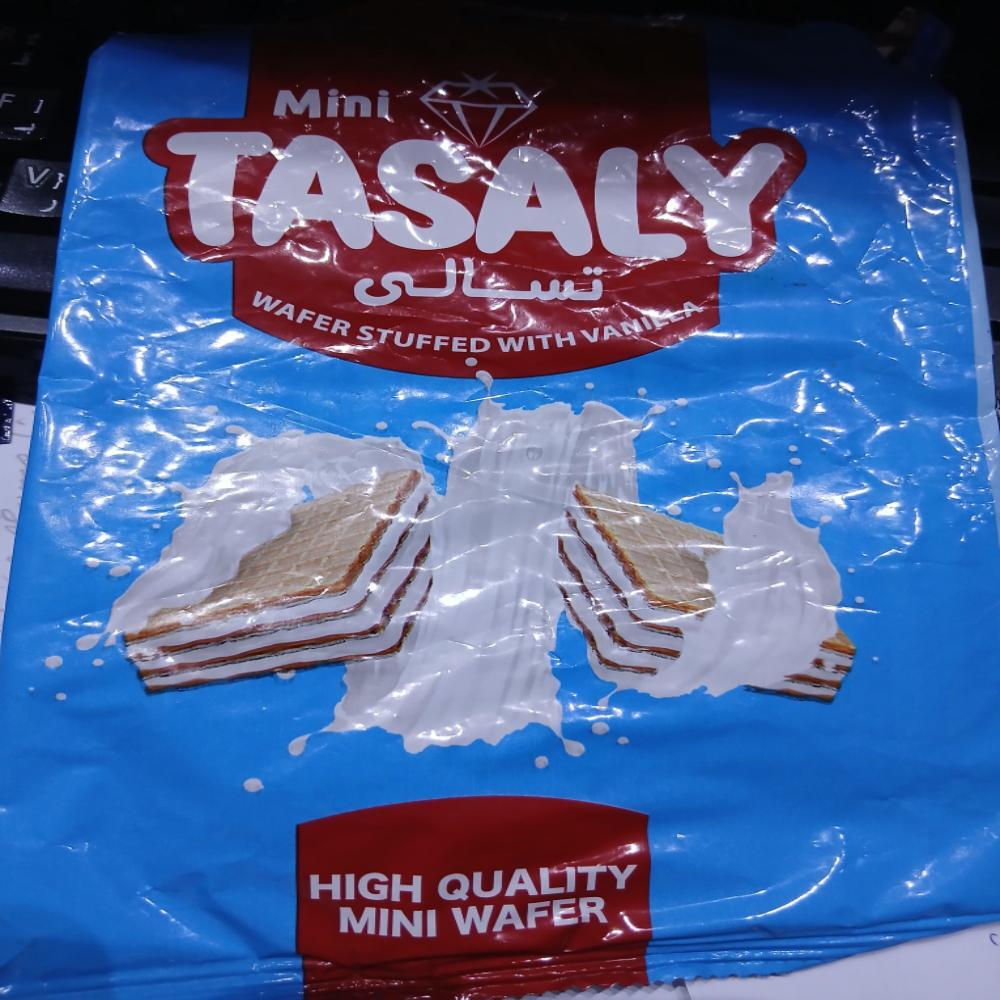 Mini
TASALY
تسالى
WAFER STUFFED WITH VANILLA
HIGH QUALITY
MINI WAFER
F
V